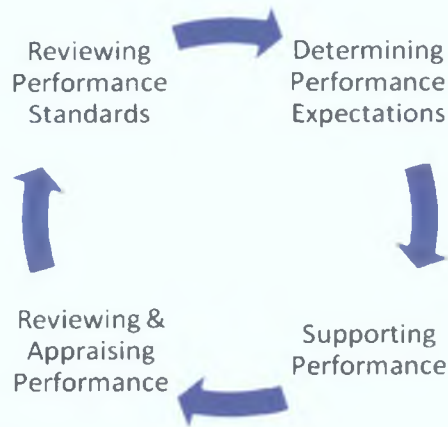 Reviewing
Performance
Standards
Determining
Performance
Expectations
Supporting
Performance
Reviewing &
Appraising
Performance